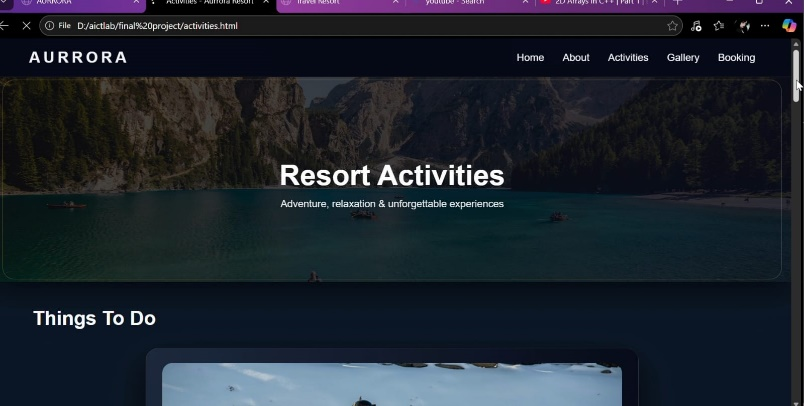 AURRORA
Activities - Aurrora Resort
Travel Resort
youtube - Search
2D Arrays in C++ | Part 1 |
File D:/aictlab/final%20project/activities.html
AURRORA
Home About Activities Gallery Booking
Resort Activities
Adventure, relaxation & unforgettable experiences
Things To Do